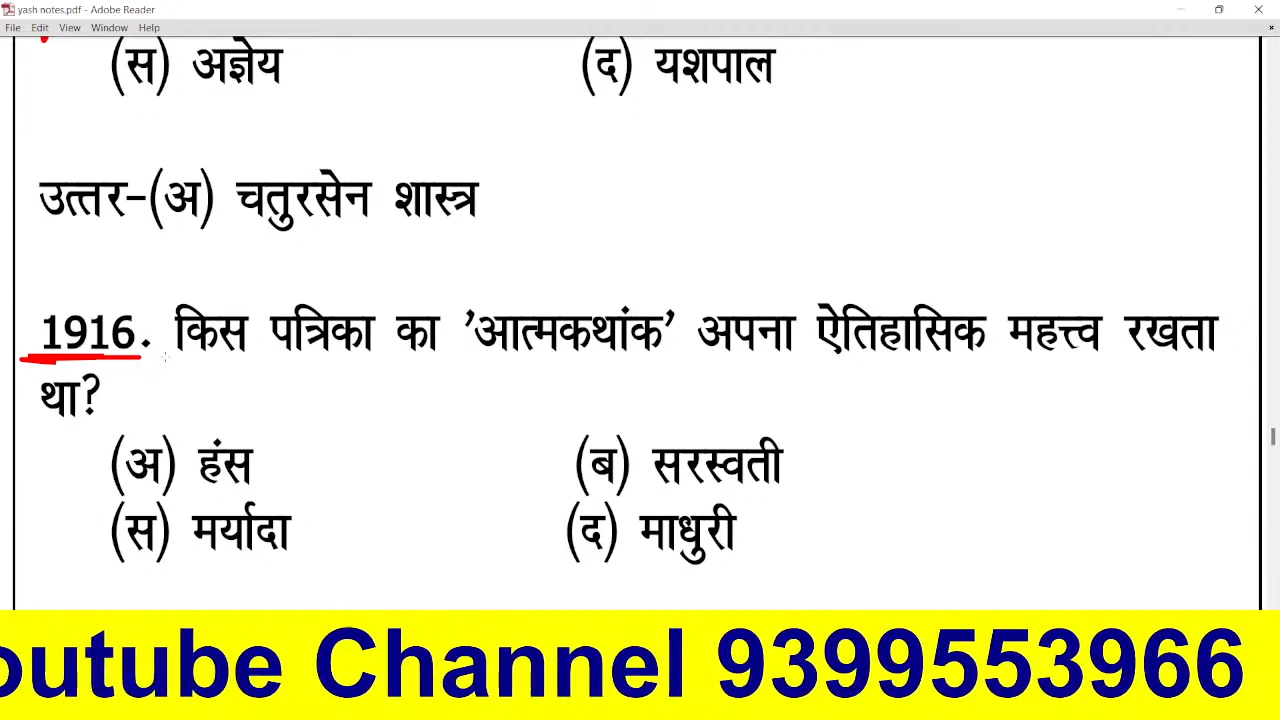 yash notes.pdf - Adobe Reader
File Edit View Window Help
(स) अज्ञेय (द) यशपाल
उत्तर-(अ) चतुरसेन शास्त्र
1916. किस पत्रिका का 'आत्मकथांक' अपना ऐतिहासिक महत्त्व रखता
था?
(अ) हंस (ब) सरस्वती
(स) मर्यादा (द) माधुरी
outube Channel 9399553966